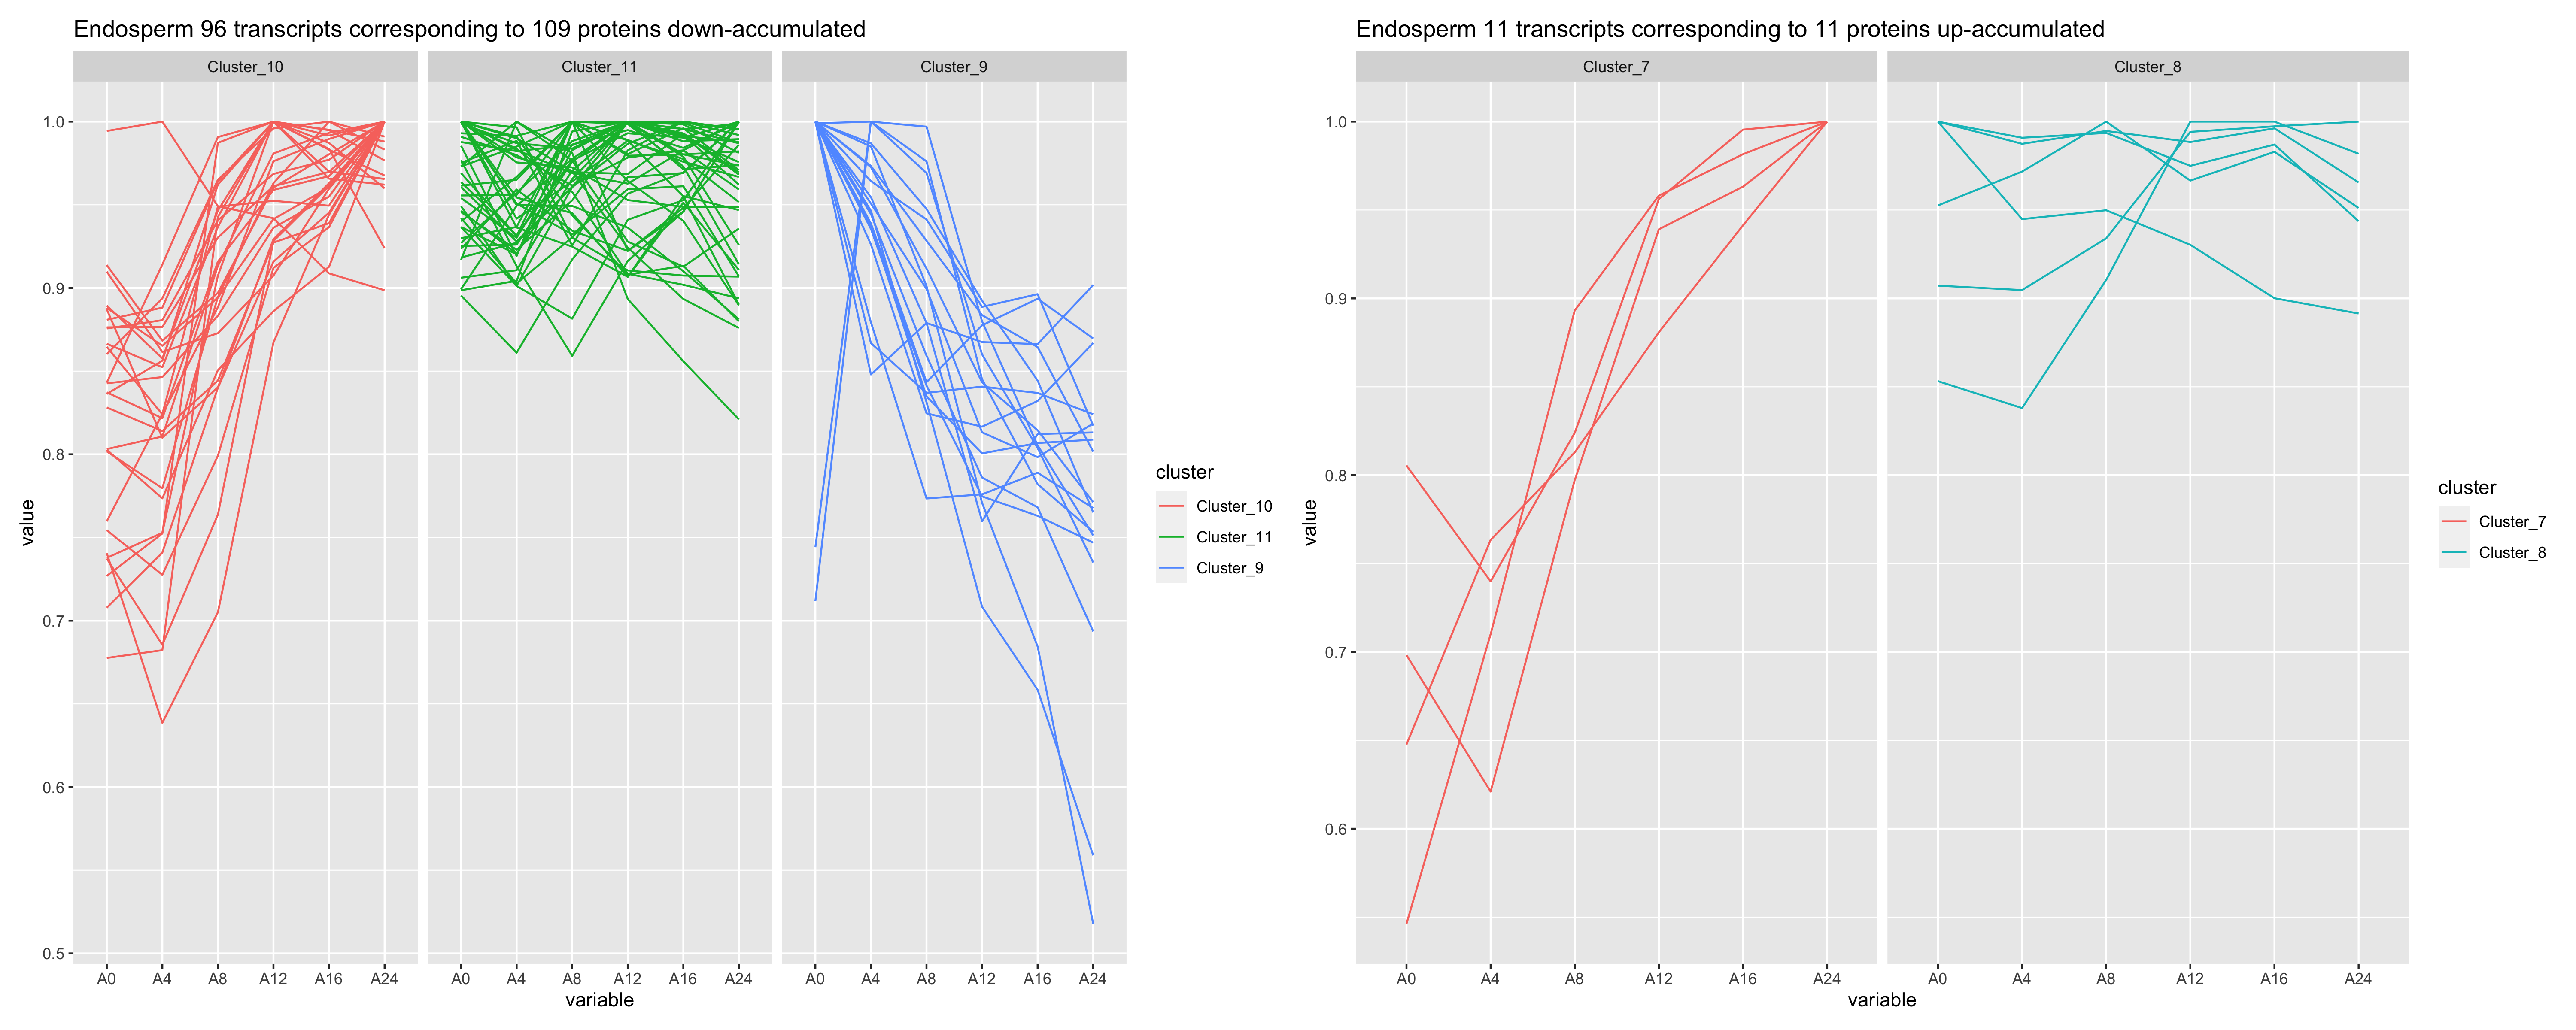 Endosperm 96 transcripts corresponding to 109 proteins down-accumulated
Cluster_10 Cluster_11 Cluster_9
1.0
0.9
0.8
0.7
0.6
0.5
value
A0 A4 A8 A12 A16 A24 A0 A4 A8 A12 A16 A24 A0 A4 A8 A12 A16 A24
variable
cluster
Cluster_10
Cluster_11
Cluster_9
Endosperm 11 transcripts corresponding to 11 proteins up-accumulated
Cluster_7 Cluster_8
1.0
0.9
0.8
0.7
0.6
value
A0 A4 A8 A12 A16 A24 A0 A4 A8 A12 A16 A24
variable
cluster
Cluster_7
Cluster_8